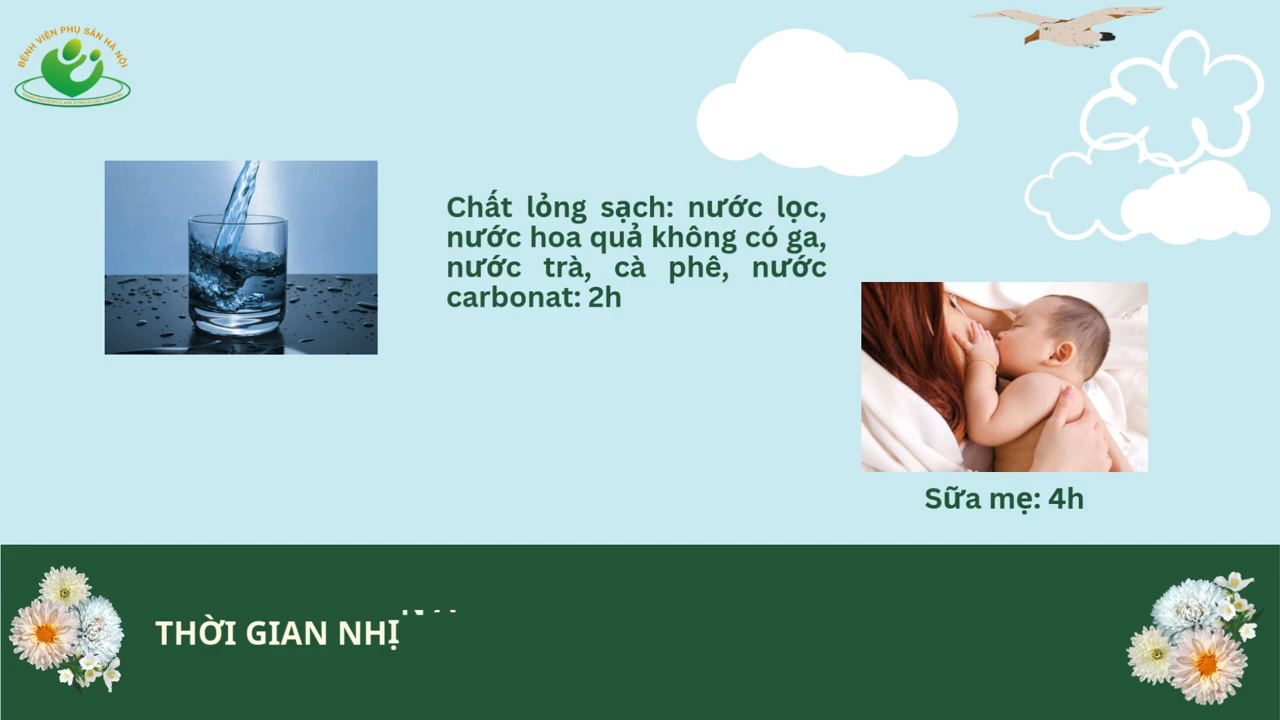 BỆNH VIỆN PHỤ SẢN HÀ NỘI
Chất lỏng sạch: nước lọc,
nước hoa quả không có ga,
nước trà, cà phê, nước
carbonat: 2h
Sữa mẹ: 4h
THỜI GIAN NHỊ